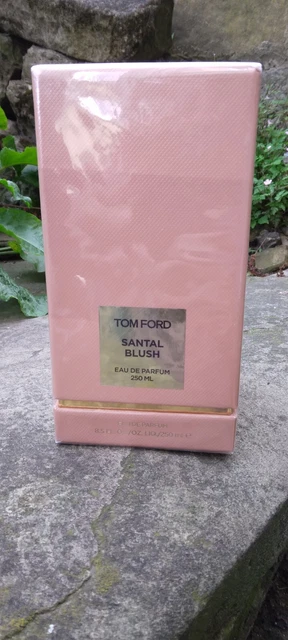 TOM FORD
SANTAL
BLUSH
EAU DE PARFUM
250 ML